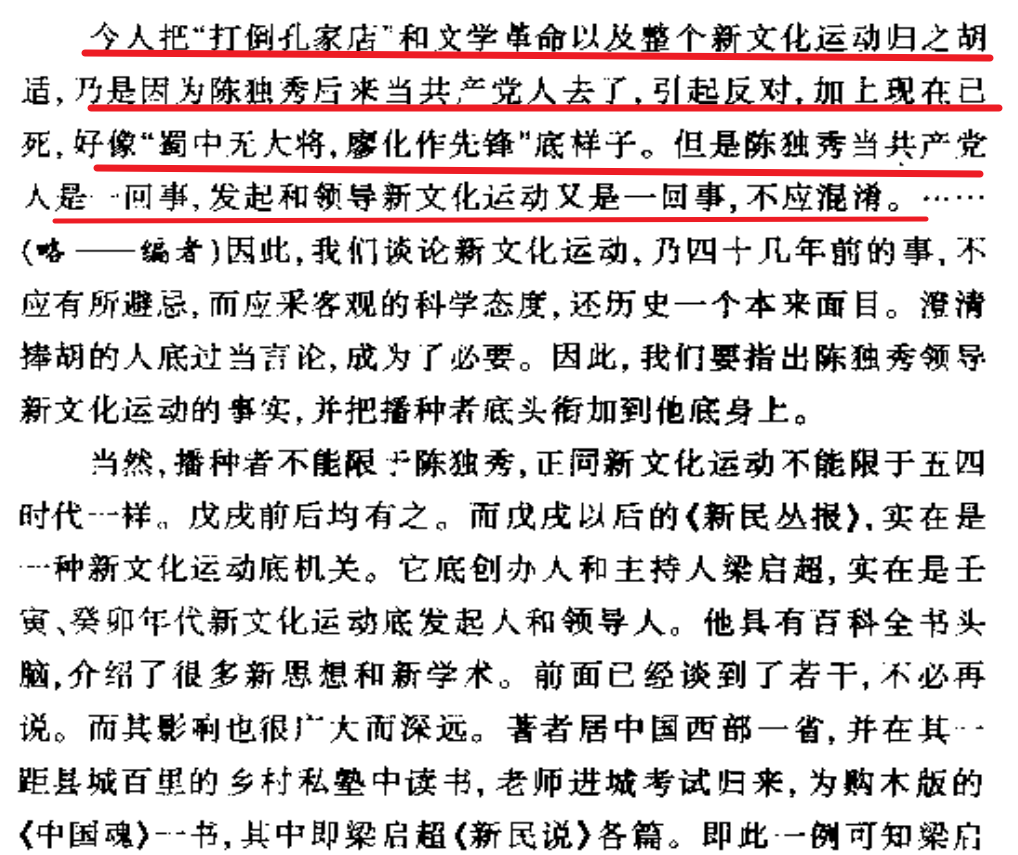 今人把“打倒孔家店”和文学革命以及整个新文化运动归之胡
适,乃是因为陈独秀后来当共产党人去了,引起反对,加上现在已
死,好像“蜀中无大将,廖化作先锋”底样子。但是陈独秀当共产党
人是一回事,发起和领导新文化运动又是一回事,不应混淆。……
(略——编者)因此,我们谈论新文化运动,乃四十几年前的事,不
应有所避忌,而应采客观的科学态度,还历史一个本来面目。澄清
捧胡的人底过当言论,成为了必要。因此,我们要指出陈独秀领导
新文化运动的事实,并把播种者底头衔加到他底身上。
当然,播种者不能限于陈独秀,正同新文化运动不能限于五四
时代一样。戊戌前后均有之。而戊戌以后的《新民丛报》,实在是
一种新文化运动底机关。它底创办人和主持人梁启超,实在是壬
寅、癸卯年代新文化运动底发起人和领导人。他具有百科全书头
脑,介绍了很多新思想和新学术。前面已经谈到了若干,不必再
说。而其影响也很广大而深远。著者居中国西部一省,并在其一
距县城百里的乡村私塾中读书,老师进城考试归来,为购木版的
《中国魂》一书,其中即梁启超《新民说》各篇。即此一例可知梁启